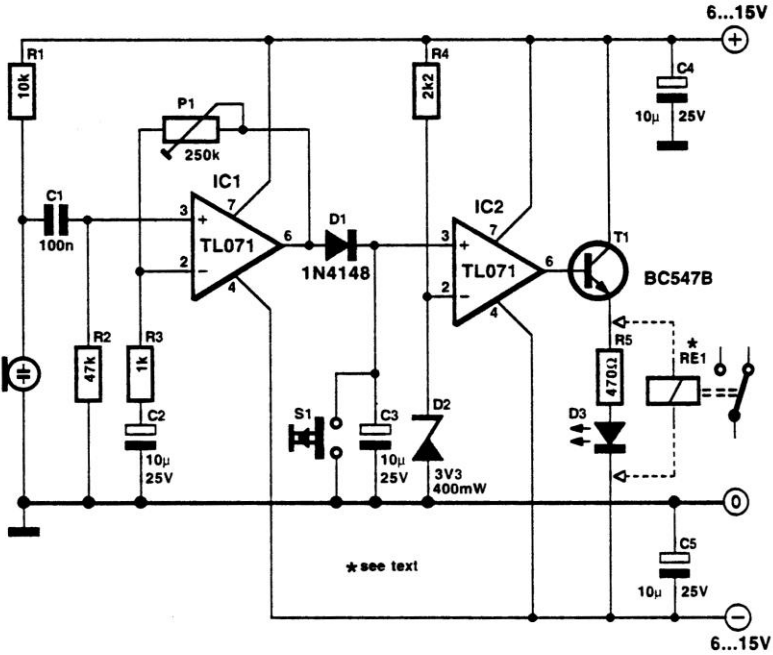 6...15V
+
R1
10k
P1
250k
R4
2k2
C4
10μ 25V
IC1
7
C1
100n
3
+
TL071
2
−
6
4
D1
1N4148
IC2
7
3
+
TL071
2
−
6
4
T1
BC547B
R2
47k
R3
1k
C2
10μ
25V
S1
C3
10μ
25V
D2
3V3
400mW
R5
470Ω
D3
*
RE1
0
* see text
C5
10μ 25V
−
6...15V